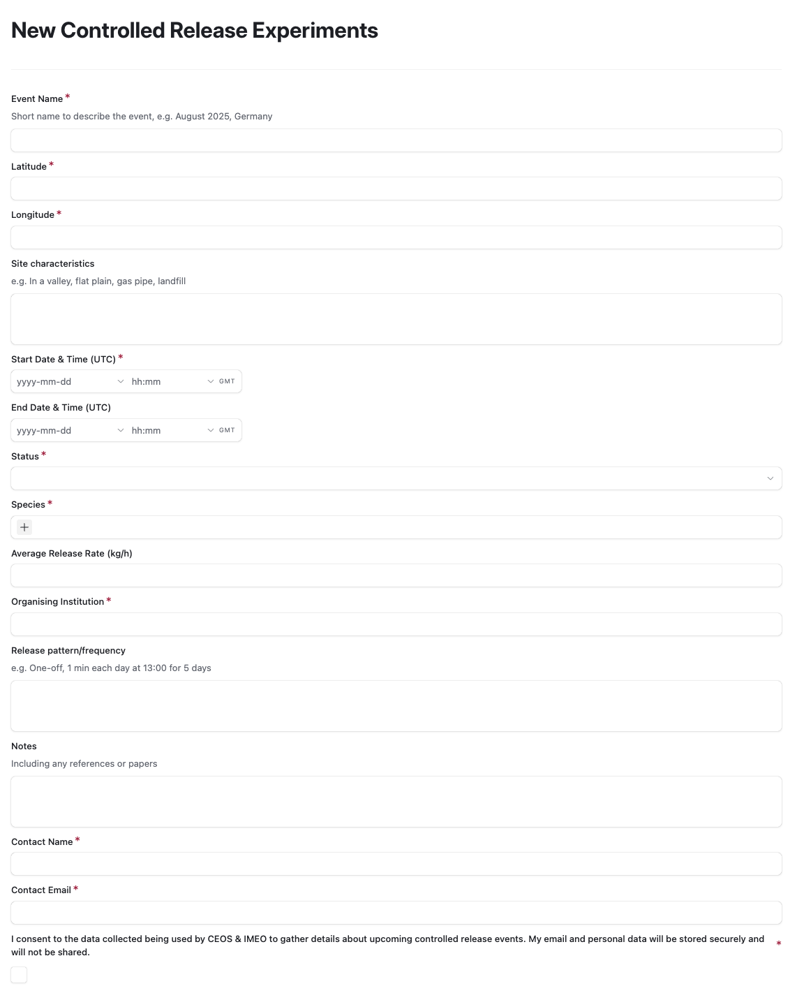 New Controlled Release Experiments
Event Name *
Short name to describe the event, e.g. August 2025, Germany
Latitude *
Longitude *
Site characteristics
e.g. In a valley, flat plain, gas pipe, landfill
Start Date & Time (UTC) *
yyyy-mm-dd hh:mm GMT
End Date & Time (UTC)
yyyy-mm-dd hh:mm GMT
Status *
Species *
Average Release Rate (kg/h)
Organising Institution *
Release pattern/frequency
e.g. One-off, 1 min each day at 13:00 for 5 days
Notes
Including any references or papers
Contact Name *
Contact Email *
I consent to the data collected being used by CEOS & IMEO to gather details about upcoming controlled release events. My email and personal data will be stored securely and *
will not be shared.